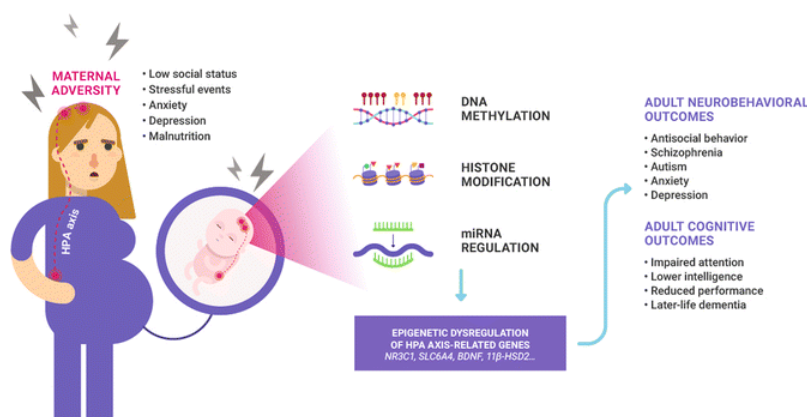 MATERNAL
ADVERSITY
• Low social status
• Stressful events
• Anxiety
• Depression
• Malnutrition
HPA axis
DNA
METHYLATION
HISTONE
MODIFICATION
miRNA
REGULATION
EPIGENETIC DYSREGULATION
OF HPA AXIS-RELATED GENES
NR3C1, SLC6A4, BDNF, 11β-HSD2...
ADULT NEUROBEHAVIORAL
OUTCOMES
• Antisocial behavior
• Schizophrenia
• Autism
• Anxiety
• Depression
ADULT COGNITIVE
OUTCOMES
• Impaired attention
• Lower intelligence
• Reduced performance
• Later-life dementia